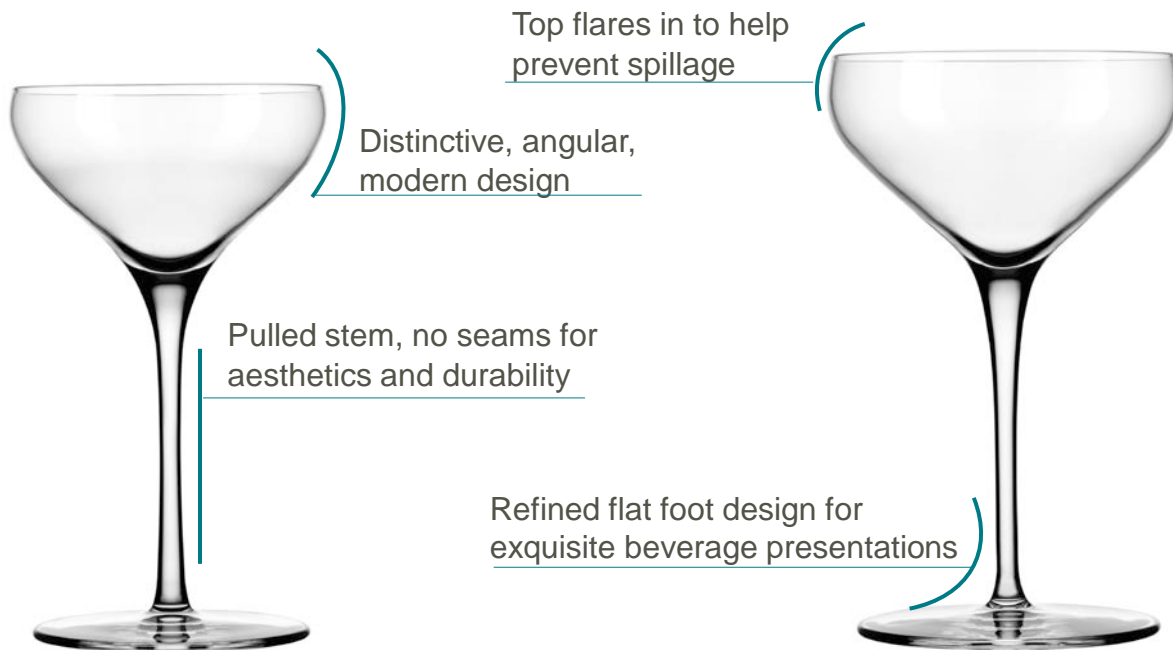 Top flares in to help
prevent spillage
Distinctive, angular,
modern design
Pulled stem, no seams for
aesthetics and durability
Refined flat foot design for
exquisite beverage presentations